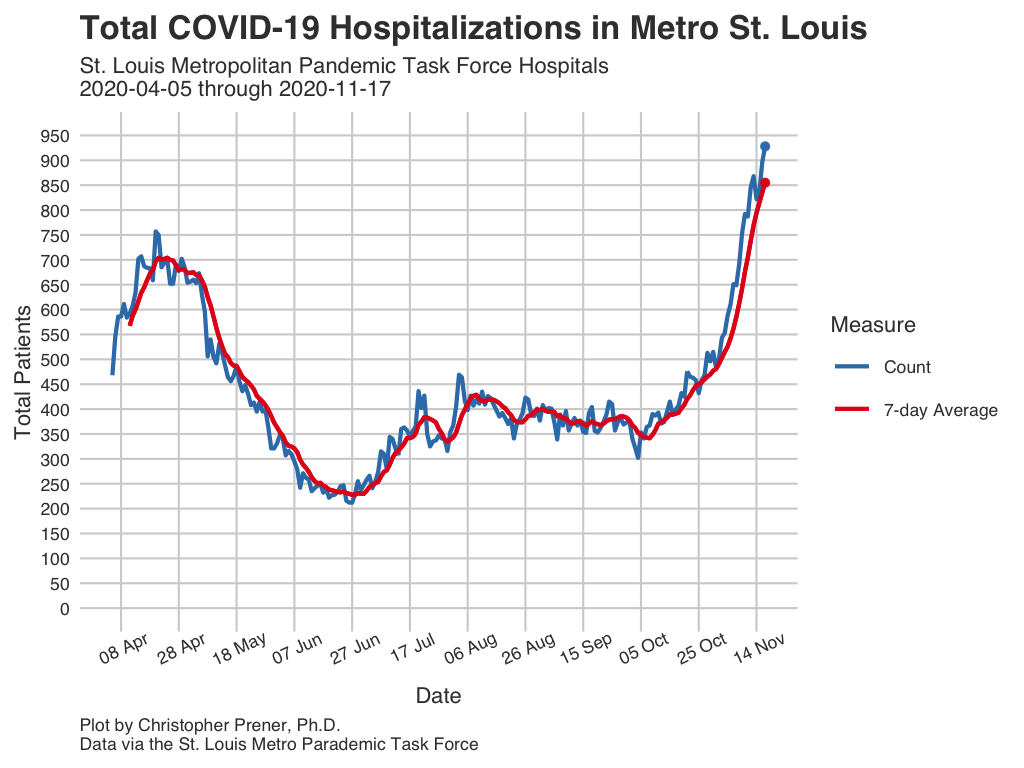 Total COVID-19 Hospitalizations in Metro St. Louis
St. Louis Metropolitan Pandemic Task Force Hospitals
2020-04-05 through 2020-11-17
Total Patients
950
900
850
800
750
700
650
600
550
500
450
400
350
300
250
200
150
100
50
0
08 Apr
28 Apr
18 May
07 Jun
27 Jun
17 Jul
06 Aug
26 Aug
15 Sep
05 Oct
25 Oct
14 Nov
Date
Measure
Count
7-day Average
Plot by Christopher Prener, Ph.D.
Data via the St. Louis Metro Parademic Task Force